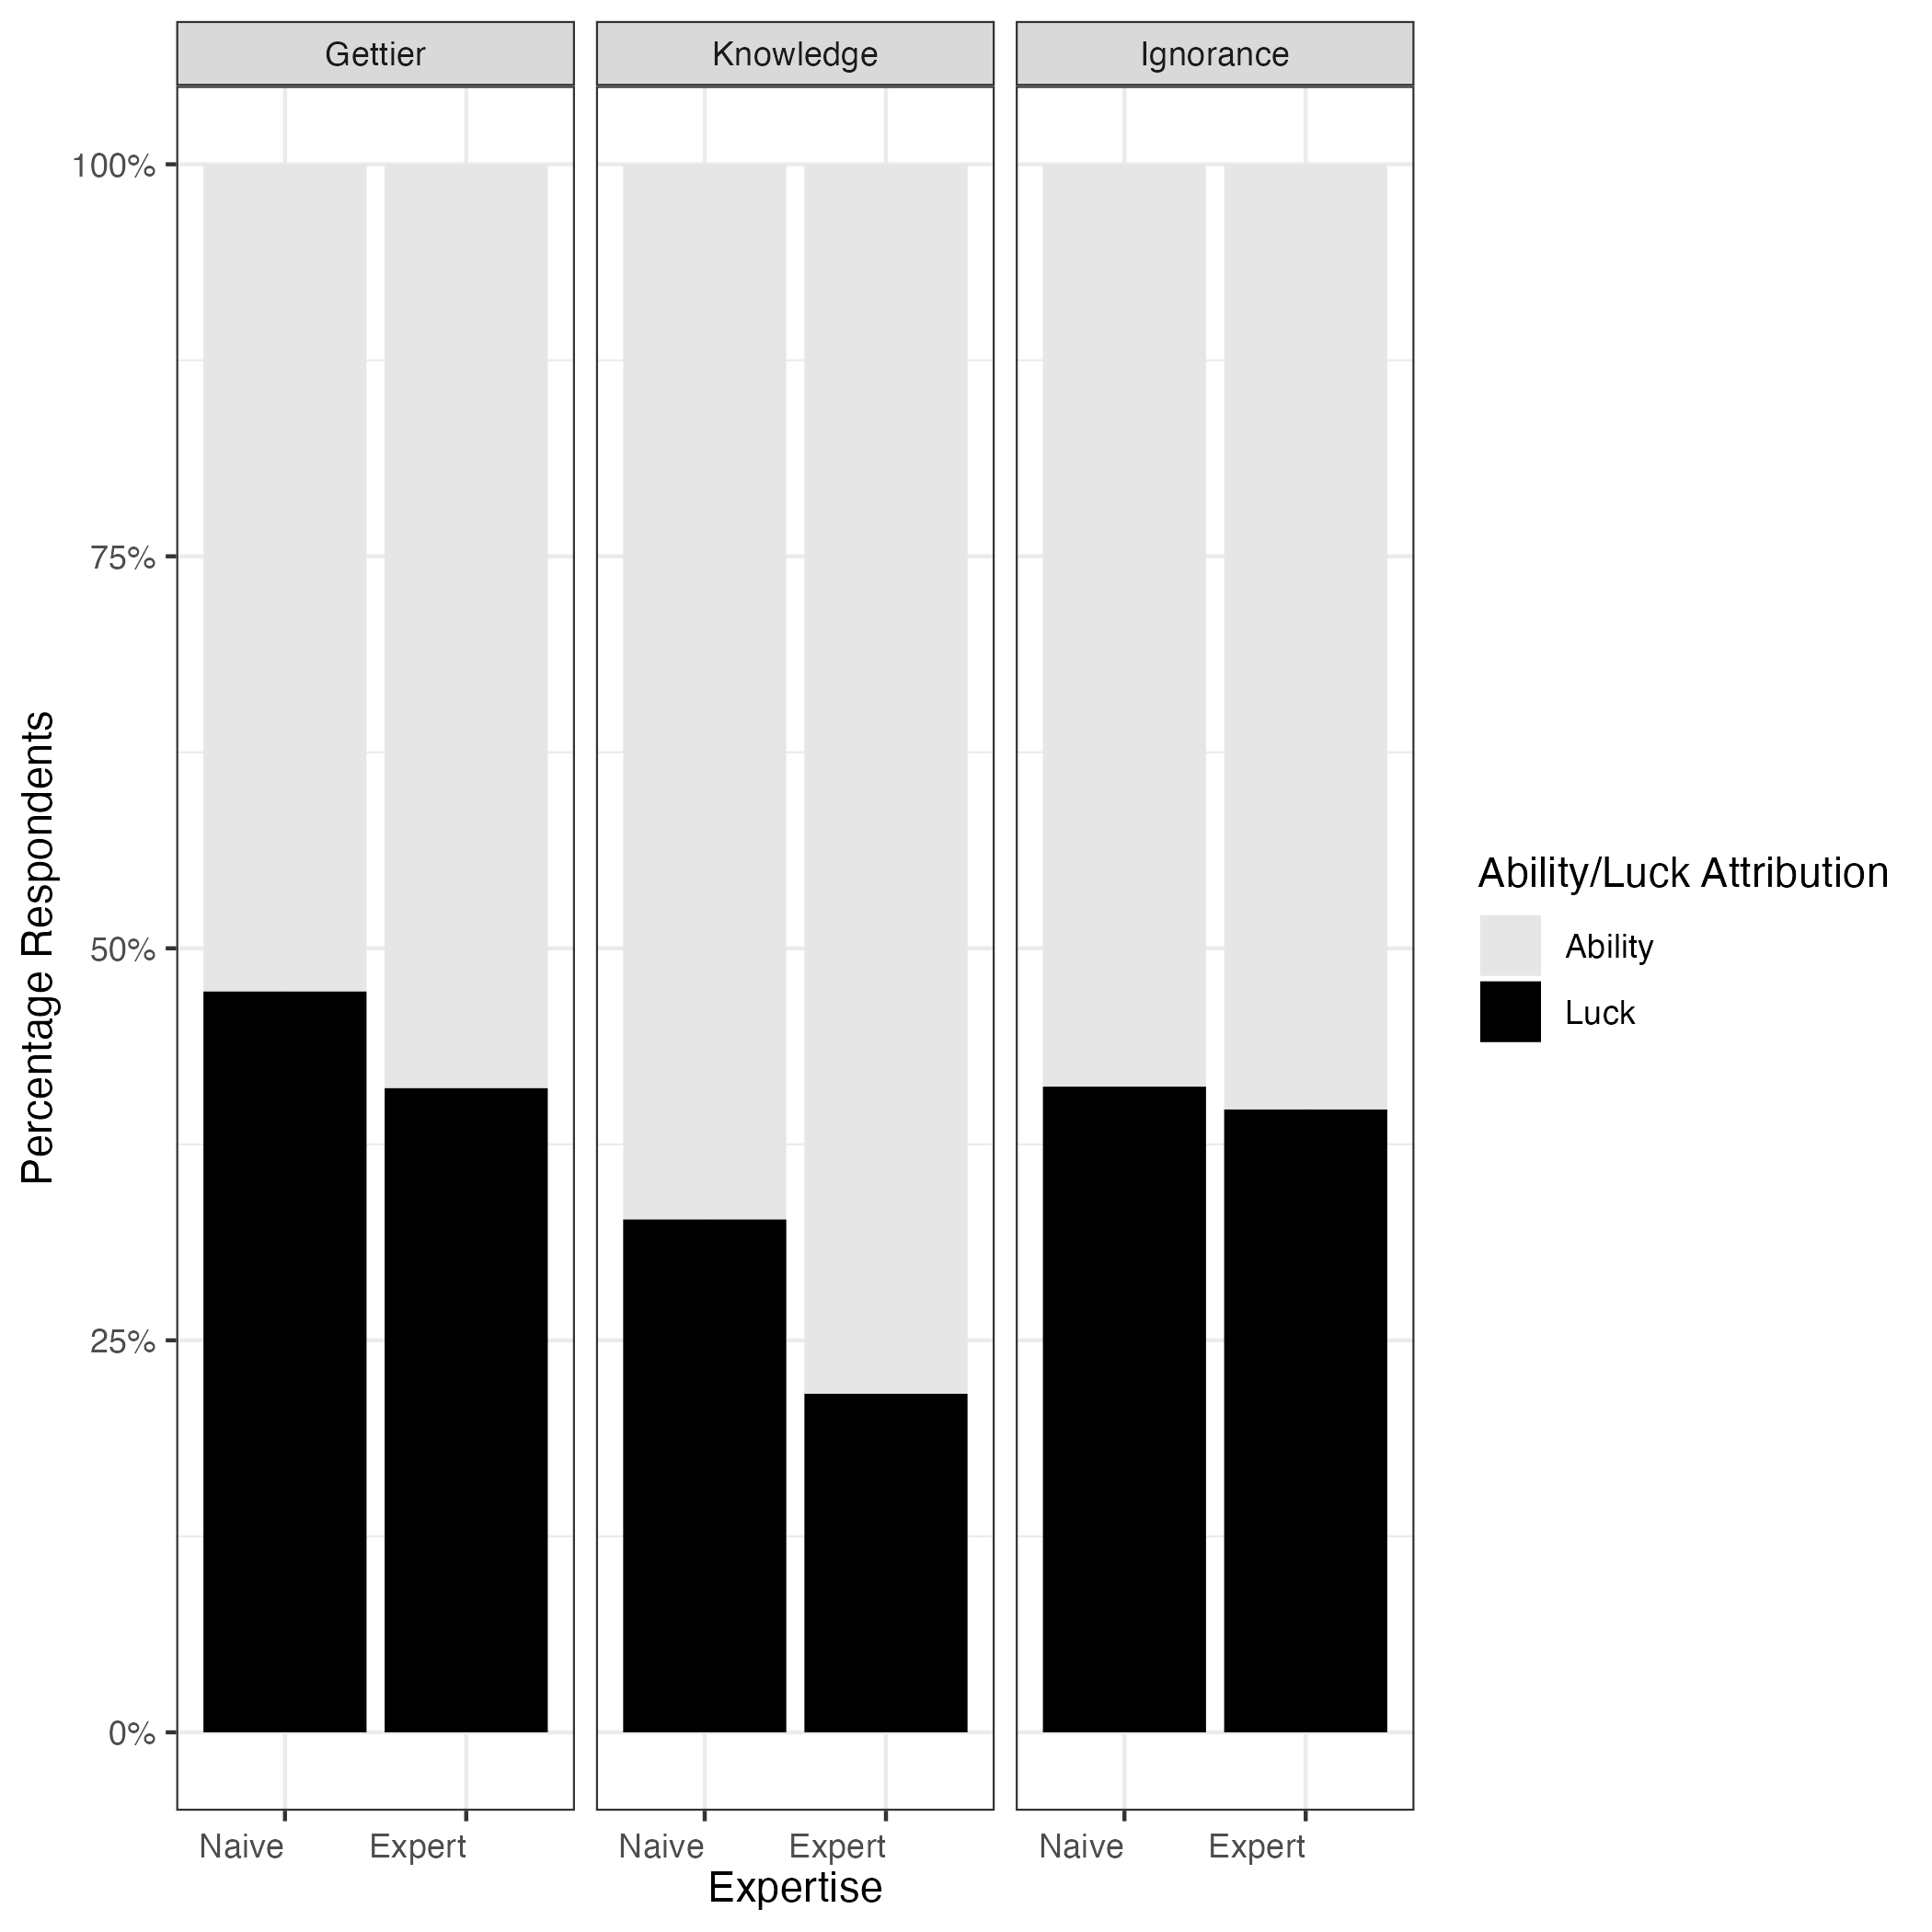 Gettier
Knowledge
Ignorance
100%
75%
50%
25%
0%
Percentage Respondents
Naive
Expert
Naive
Expert
Naive
Expert
Expertise
Ability/Luck Attribution
Ability
Luck